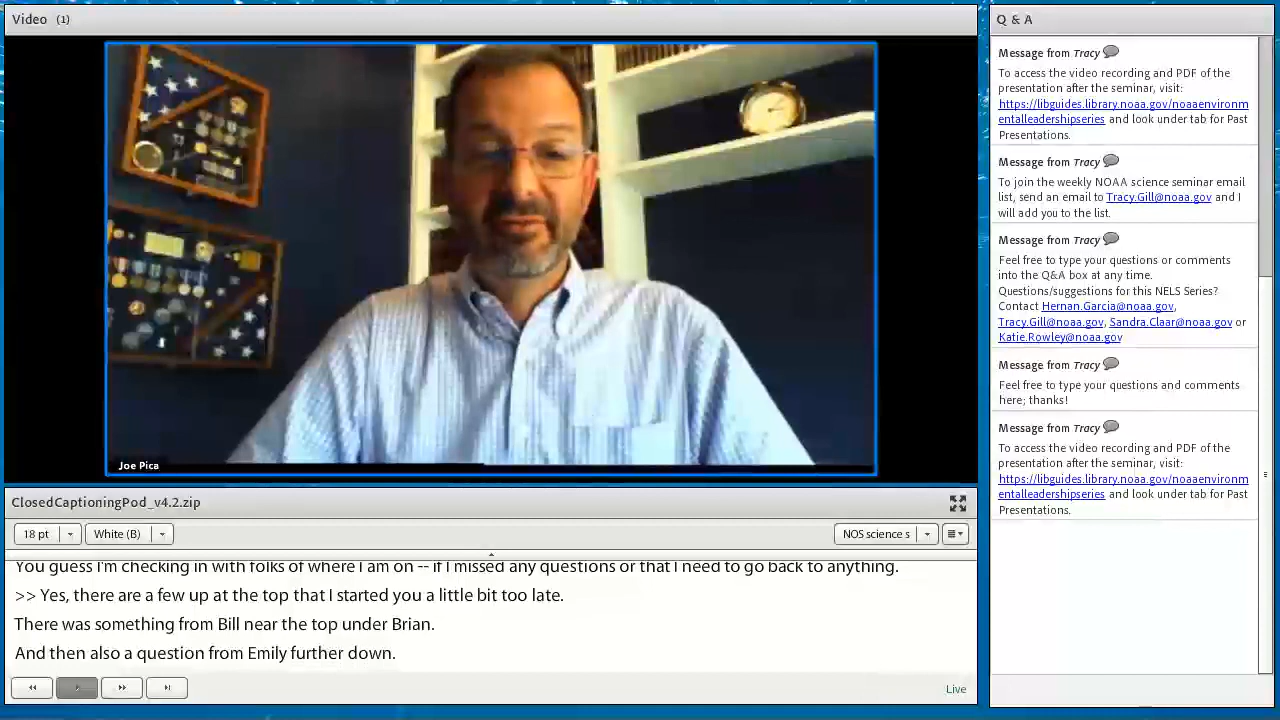 Video (1)
Joe Pica
ClosedCaptioningPod_v4.2.zip
18 pt
White (B)
NOS science s
You guess I'm checking in with folks of where I am on -- if I missed any questions or that I need to go back to anything.
>> Yes, there are a few up at the top that I started you a little bit too late.
There was something from Bill near the top under Brian.
And then also a question from Emily further down.
Live
Q & A
Message from Tracy
To access the video recording and PDF of the
presentation after the seminar, visit:
https://libguides.library.noaa.gov/noaaenvironm
entalleadershipseries and look under tab for Past
Presentations.
Message from Tracy
To join the weekly NOAA science seminar email
list, send an email to Tracy.Gill@noaa.gov and I
will add you to the list.
Message from Tracy
Feel free to type your questions or comments
into the Q&A box at any time.
Questions/suggestions for this NELS Series?
Contact Hernan.Garcia@noaa.gov,
Tracy.Gill@noaa.gov, Sandra.Claar@noaa.gov or
Katie.Rowley@noaa.gov
Message from Tracy
Feel free to type your questions and comments
here; thanks!
Message from Tracy
To access the video recording and PDF of the
presentation after the seminar, visit:
https://libguides.library.noaa.gov/noaaenvironm
entalleadershipseries and look under tab for Past
Presentations.